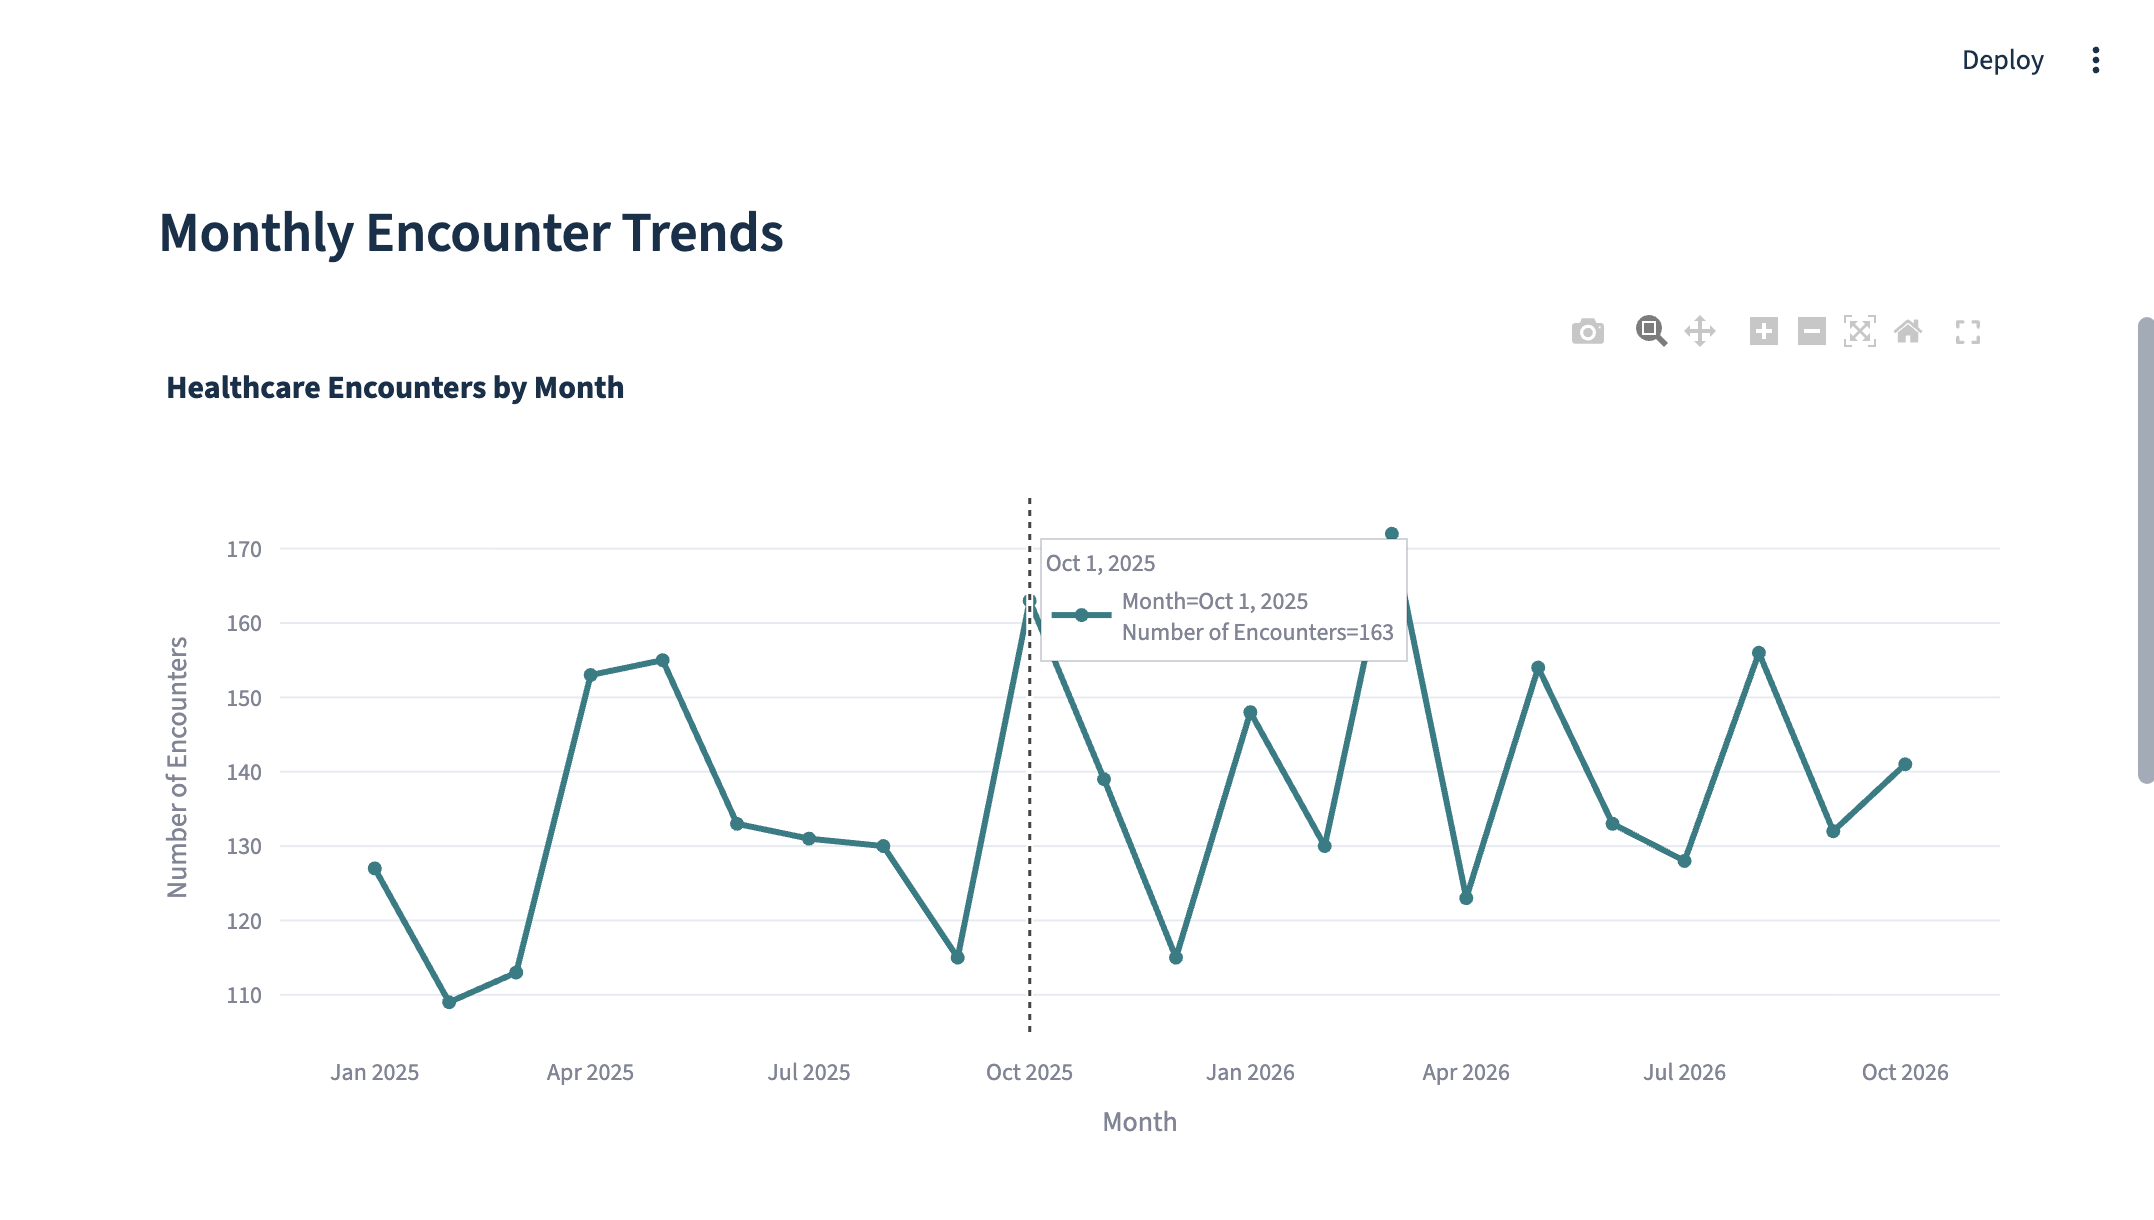 Deploy
Monthly Encounter Trends
Healthcare Encounters by Month
170
160
150
140
130
120
110
Number of Encounters
Oct 1, 2025
Month=Oct 1, 2025
Number of Encounters=163
Jan 2025
Apr 2025
Jul 2025
Oct 2025
Jan 2026
Apr 2026
Jul 2026
Oct 2026
Month